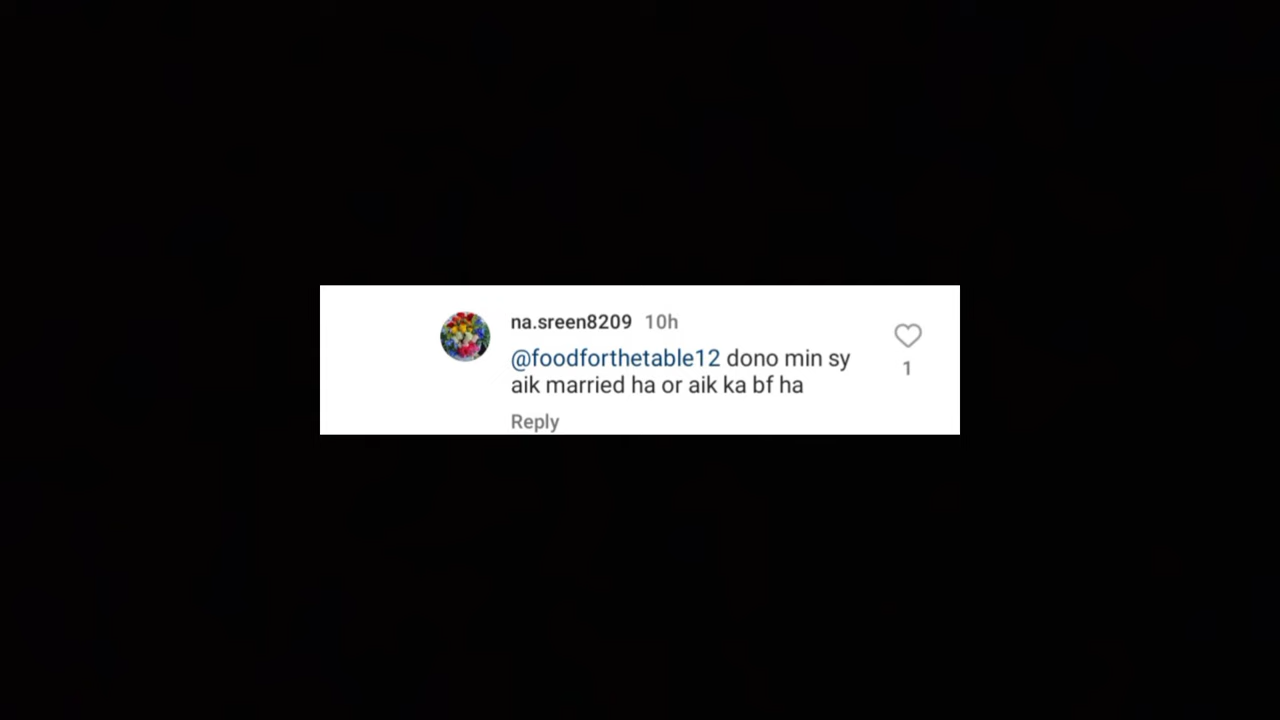 na.sreen8209 10h
@foodforthetable12 dono min sy
aik married ha or aik ka bf ha
1
Reply